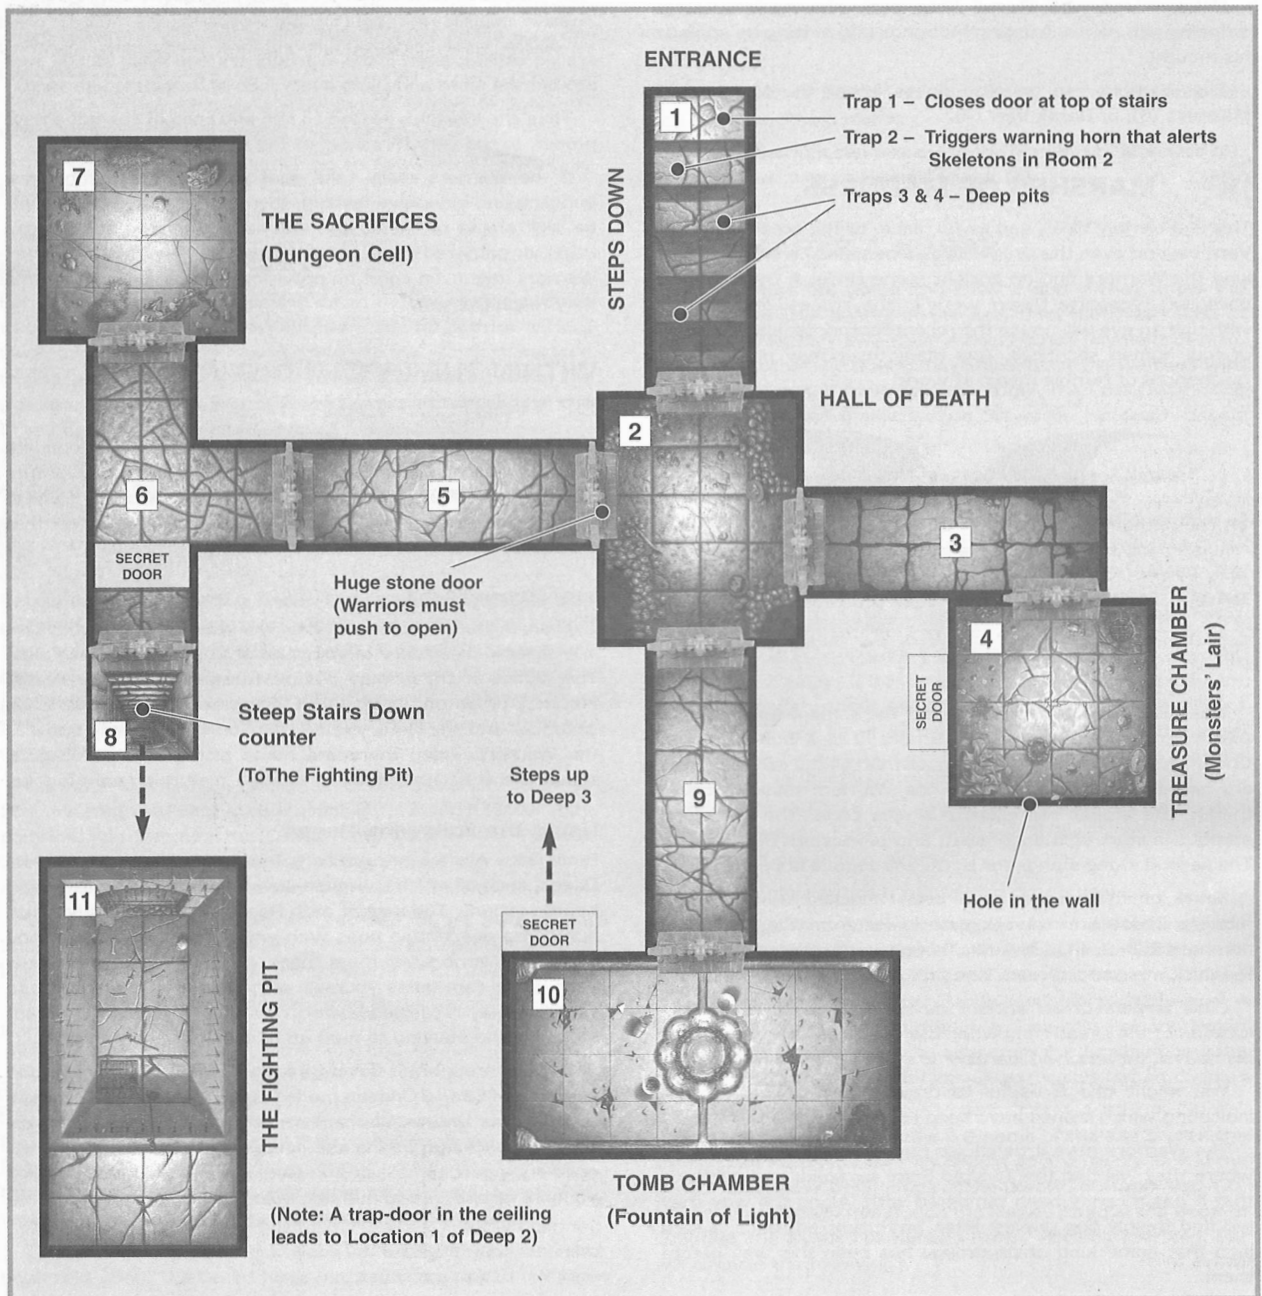 ENTRANCE
1
Trap 1 – Closes door at top of stairs
Trap 2 – Triggers warning horn that alerts
Skeletons in Room 2
Traps 3 & 4 – Deep pits
STEPS DOWN
7
THE SACRIFICES
(Dungeon Cell)
HALL OF DEATH
2
6
5
3
SECRET
DOOR
Huge stone door
(Warriors must
push to open)
4
SECRET
DOOR
TREASURE CHAMBER
(Monsters' Lair)
8
Steep Stairs Down
counter
(ToThe Fighting Pit)
Steps up
to Deep 3
9
Hole in the wall
11
SECRET
DOOR
10
THE FIGHTING PIT
TOMB CHAMBER
(Fountain of Light)
(Note: A trap-door in the ceiling
leads to Location 1 of Deep 2)